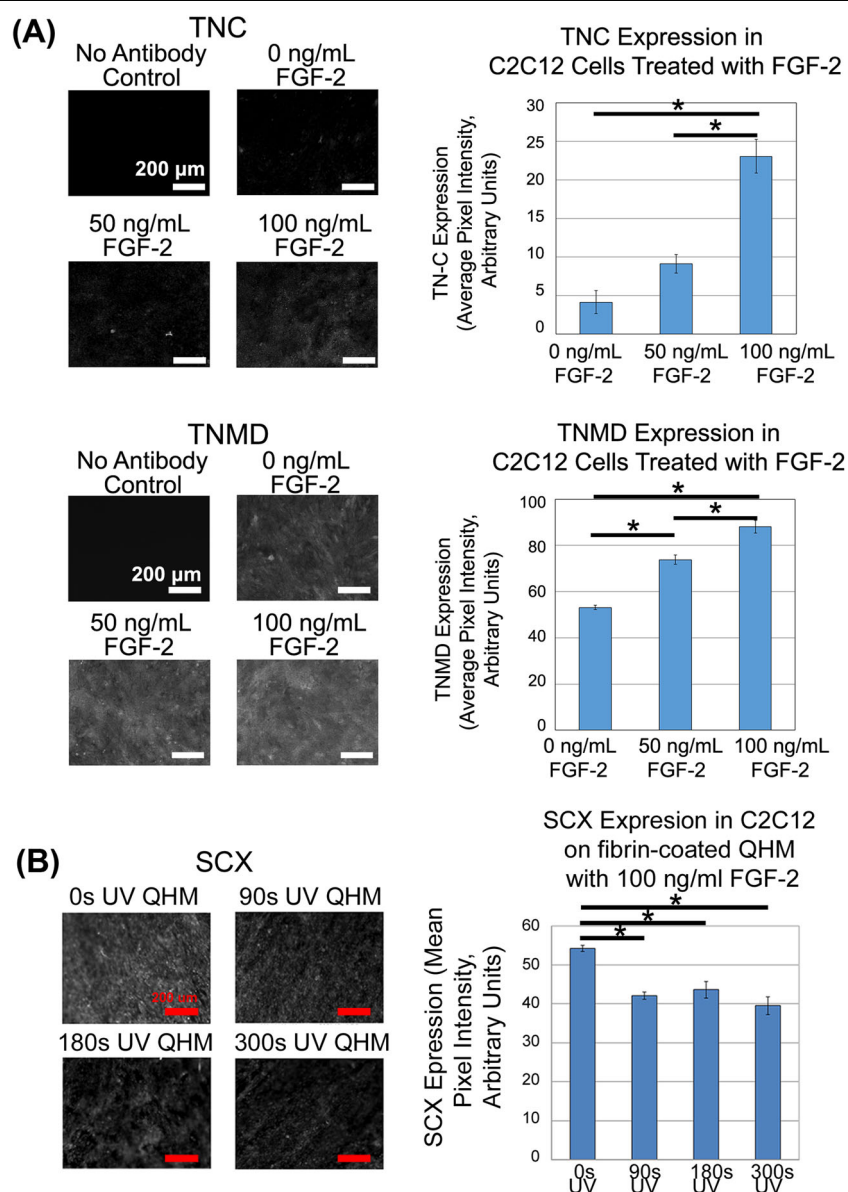 (A)
TNC
No Antibody
Control
0 ng/mL
FGF-2
200 µm
50 ng/mL
FGF-2
100 ng/mL
FGF-2
TNC Expression in
C2C12 Cells Treated with FGF-2
TN-C Expression
(Average Pixel Intensity,
Arbitrary Units)
30
25
20
15
10
5
0
*
*
0 ng/mL
FGF-2
50 ng/mL
FGF-2
100 ng/mL
FGF-2
TNMD
No Antibody
Control
0 ng/mL
FGF-2
200 µm
50 ng/mL
FGF-2
100 ng/mL
FGF-2
TNMD Expression in
C2C12 Cells Treated with FGF-2
TNMD Expression
(Average Pixel Intensity,
Arbitrary Units)
100
80
60
40
20
0
*
*
*
0 ng/mL
FGF-2
50 ng/mL
FGF-2
100 ng/mL
FGF-2
(B)
SCX
0s UV QHM
90s UV QHM
200 um
180s UV QHM
300s UV QHM
SCX Expresion in C2C12
on fibrin-coated QHM
with 100 ng/ml FGF-2
SCX Epression (Mean
Pixel Intensity,
Arbitrary Units)
60
50
40
30
20
10
0
*
*
*
0s
UV
90s
UV
180s
UV
300s
UV